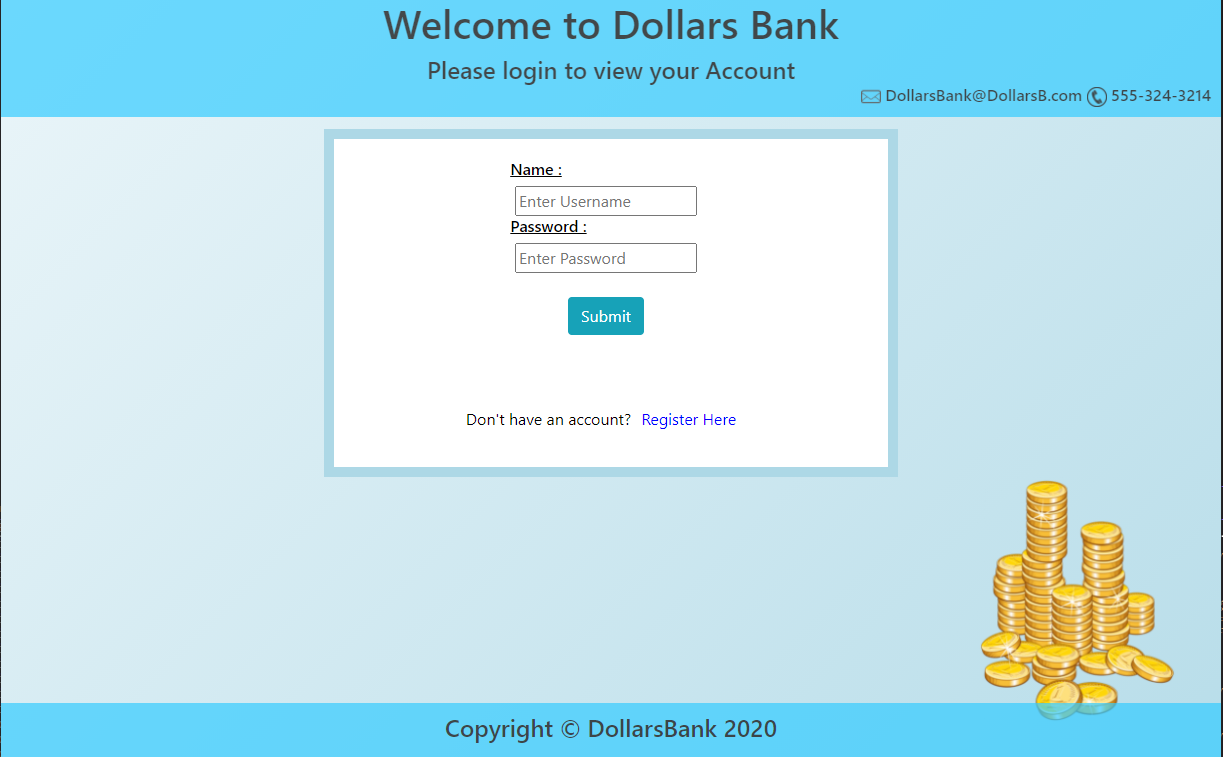 Welcome to Dollars Bank
Please login to view your Account
DollarsBank@DollarsB.com 555-324-3214
Name :
Enter Username
Password :
Enter Password
Submit
Don't have an account? Register Here
Copyright © DollarsBank 2020